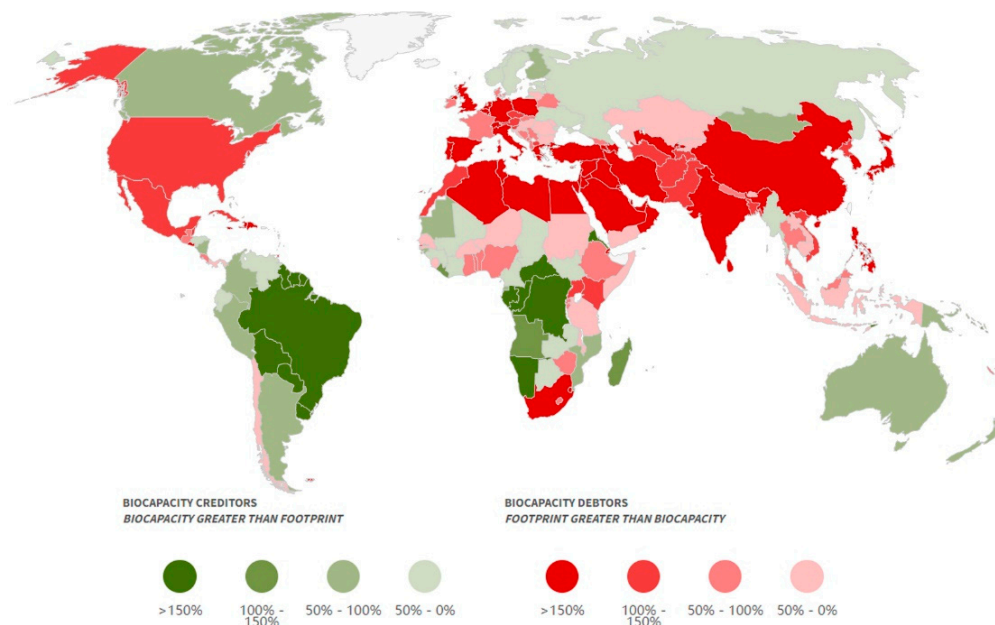 BIOCAPACITY CREDITORS
BIOCAPACITY GREATER THAN FOOTPRINT
>150%
100% -
150%
50% - 100%
50% - 0%
BIOCAPACITY DEBTORS
FOOTPRINT GREATER THAN BIOCAPACITY
>150%
100% -
150%
50% - 100%
50% - 0%